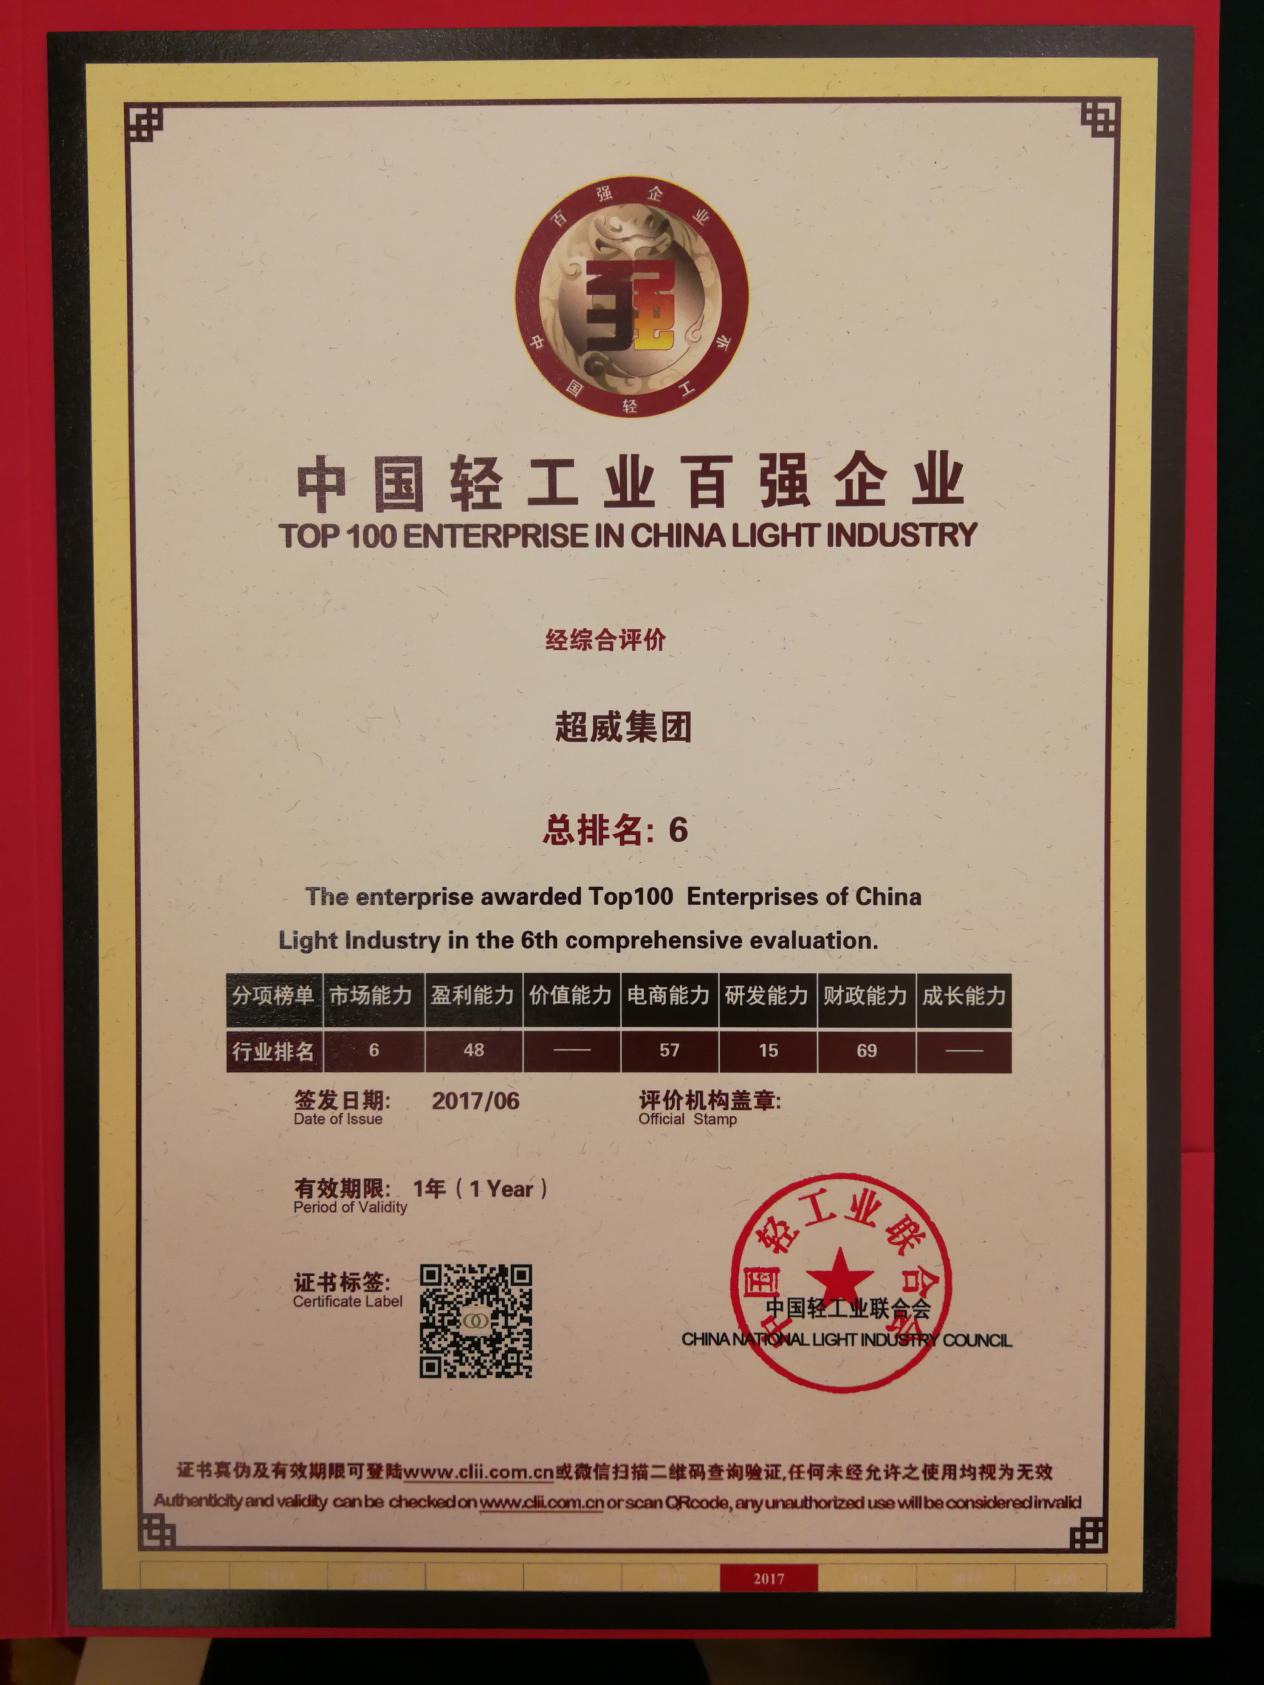 百强企业
强
中国轻工业
中国轻工业百强企业
TOP 100 ENTERPRISE IN CHINA LIGHT INDUSTRY
经综合评价
超威集团
总排名: 6
The enterprise awarded Top100 Enterprises of China
Light Industry in the 6th comprehensive evaluation.
分项榜单 市场能力 盈利能力 价值能力 电商能力 研发能力 财政能力 成长能力
行业排名 6 48 —— 57 15 69 ——
签发日期: 2017/06 评价机构盖章:
Date of Issue Official Stamp
有效期限: 1年 ( 1 Year )
Period of Validity
证书标签:
Certificate Label
中国轻工业联合会
中国轻工业联合会
CHINA NATIONAL LIGHT INDUSTRY COUNCIL
证书真伪及有效期限可登陆www.clii.com.cn或微信扫描二维码查询验证,任何未经允许之使用均视为无效
Authenticity and validity can be checked on www.clii.com.cn or scan QRcode, any unauthorized use will be considered invalid
2017